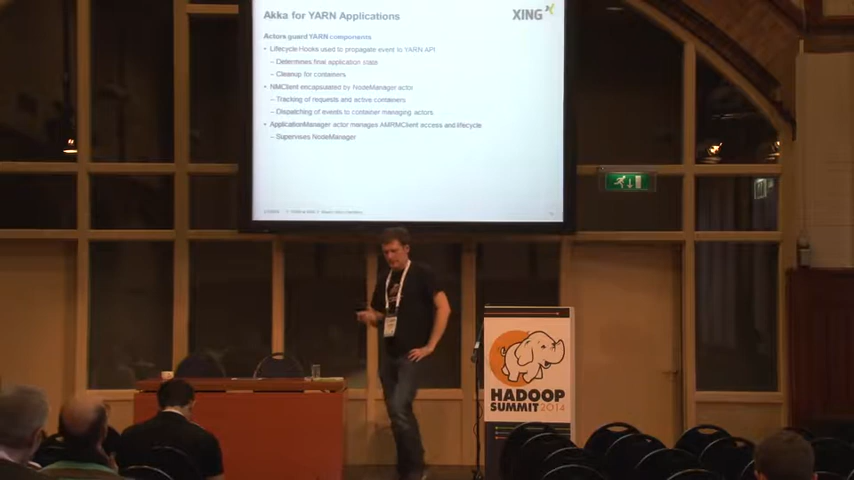 Akka for YARN Applications
XING
Actors guard YARN components
• Lifecycle Hooks used to propagate event to YARN API
– Determines final application state
– Cleanup for containers
• NMClient encapsulated by NodeManager actor
– Tracking of requests and active containers
– Dispatching of events to container managing actors
• ApplicationManager actor manages AMRMClient access and lifecycle
– Supervises NodeManager
HADOOP
SUMMIT 2014